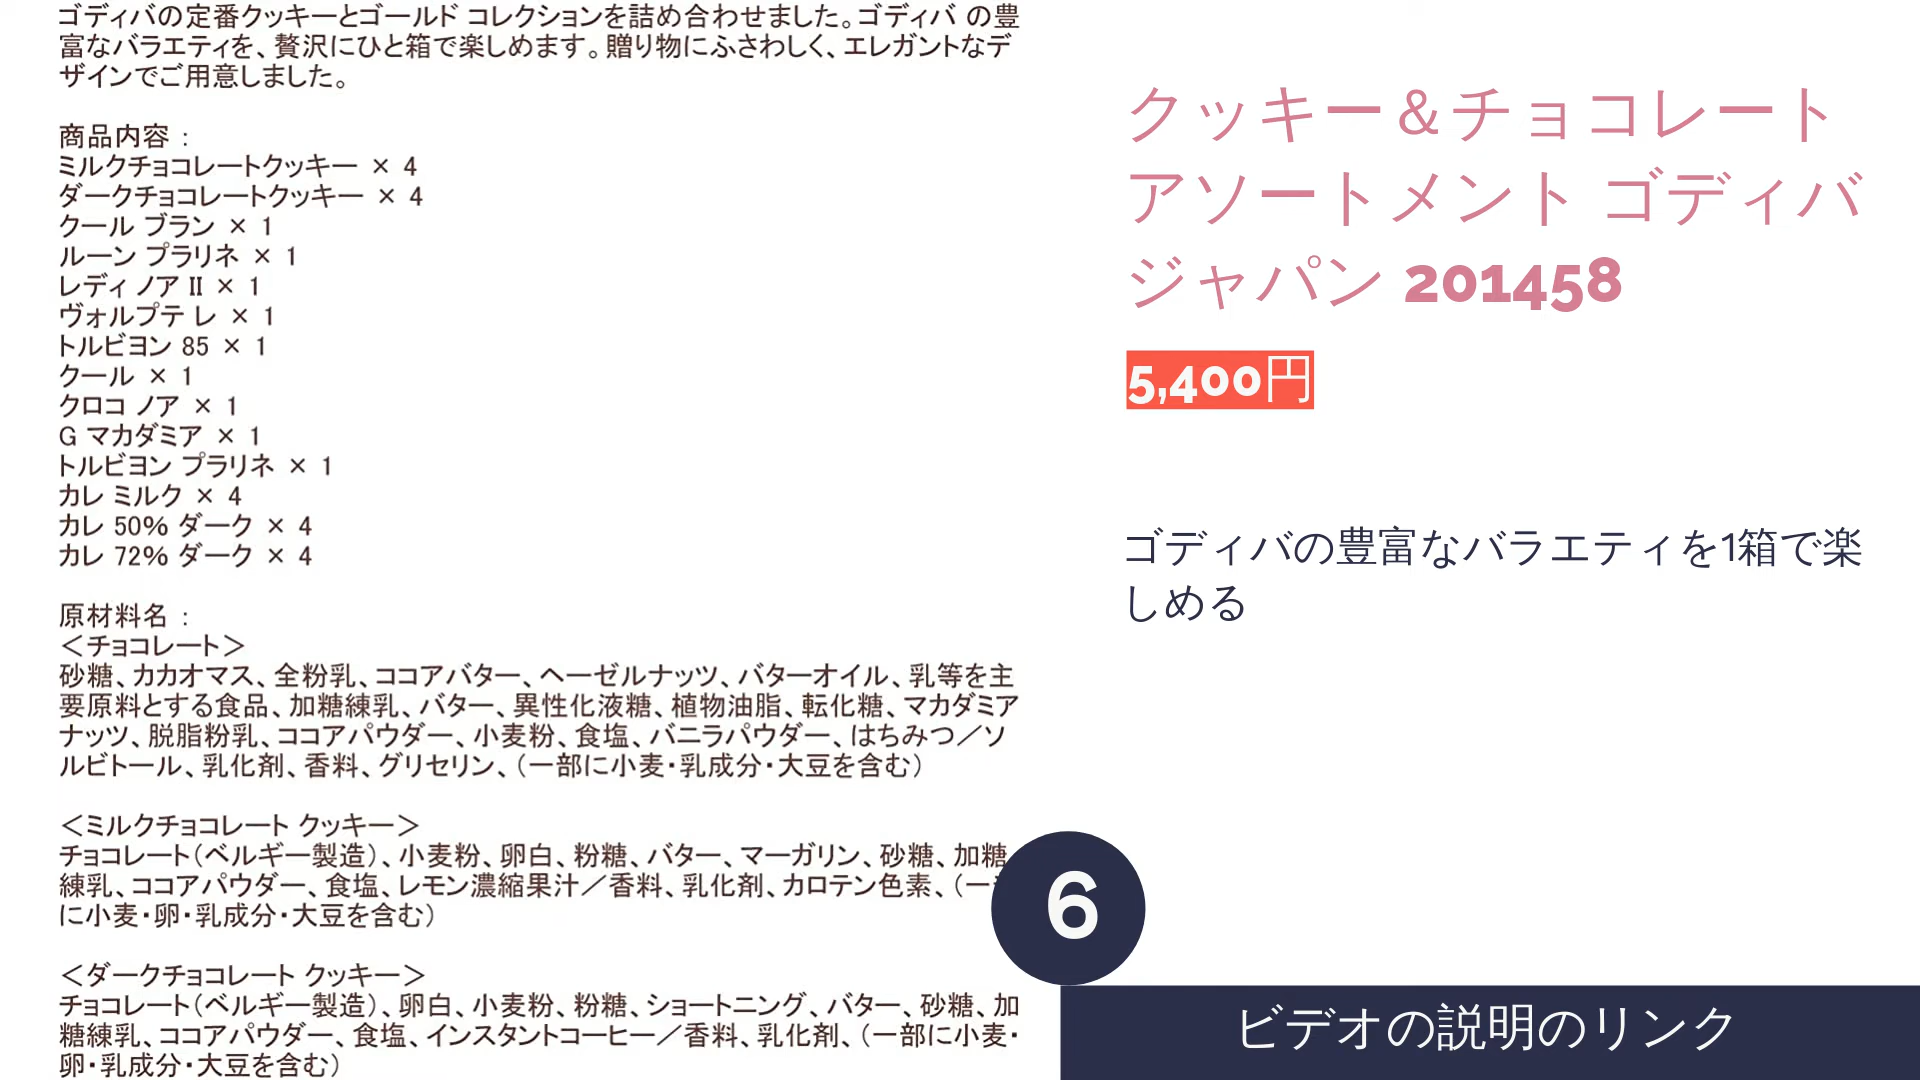 ゴディバの定番クッキーとゴールド コレクションを詰め合わせました。ゴディバ の豊
富なバラエティを、贅沢にひと箱で楽しめます。贈り物にふさわしく、エレガントなデ
ザインでご用意しました。
商品内容 :
ミルクチョコレートクッキー × 4
ダークチョコレートクッキー × 4
クール ブラン × 1
ルーン プラリネ × 1
レディ ノア II × 1
ヴォルプテ レ × 1
トルビヨン 85 × 1
クール × 1
クロコ ノア × 1
G マカダミア × 1
トルビヨン プラリネ × 1
カレ ミルク × 4
カレ 50% ダーク × 4
カレ 72% ダーク × 4
原材料名 :
＜チョコレート＞
砂糖、カカオマス、全粉乳、ココアバター、ヘーゼルナッツ、バターオイル、乳等を主
要原料とする食品、加糖練乳、バター、異性化液糖、植物油脂、転化糖、マカダミア
ナッツ、脱脂粉乳、ココアパウダー、小麦粉、食塩、バニラパウダー、はちみつ／ソ
ルビトール、乳化剤、香料、グリセリン、（一部に小麦・乳成分・大豆を含む）
＜ミルクチョコレート クッキー＞
チョコレート（ベルギー製造）、小麦粉、卵白、粉糖、バター、マーガリン、砂糖、加糖
練乳、ココアパウダー、食塩、レモン濃縮果汁／香料、乳化剤、カロテン色素、（一
に小麦・卵・乳成分・大豆を含む）
＜ダークチョコレート クッキー＞
チョコレート（ベルギー製造）、卵白、小麦粉、粉糖、ショートニング、バター、砂糖、加
糖練乳、ココアパウダー、食塩、インスタントコーヒー／香料、乳化剤、（一部に小麦・
卵・乳成分・大豆を含む）
クッキー＆チョコレート
アソートメント ゴディバ
ジャパン 201458
5,400円
ゴディバの豊富なバラエティを1箱で楽
しめる
6
ビデオの説明のリンク